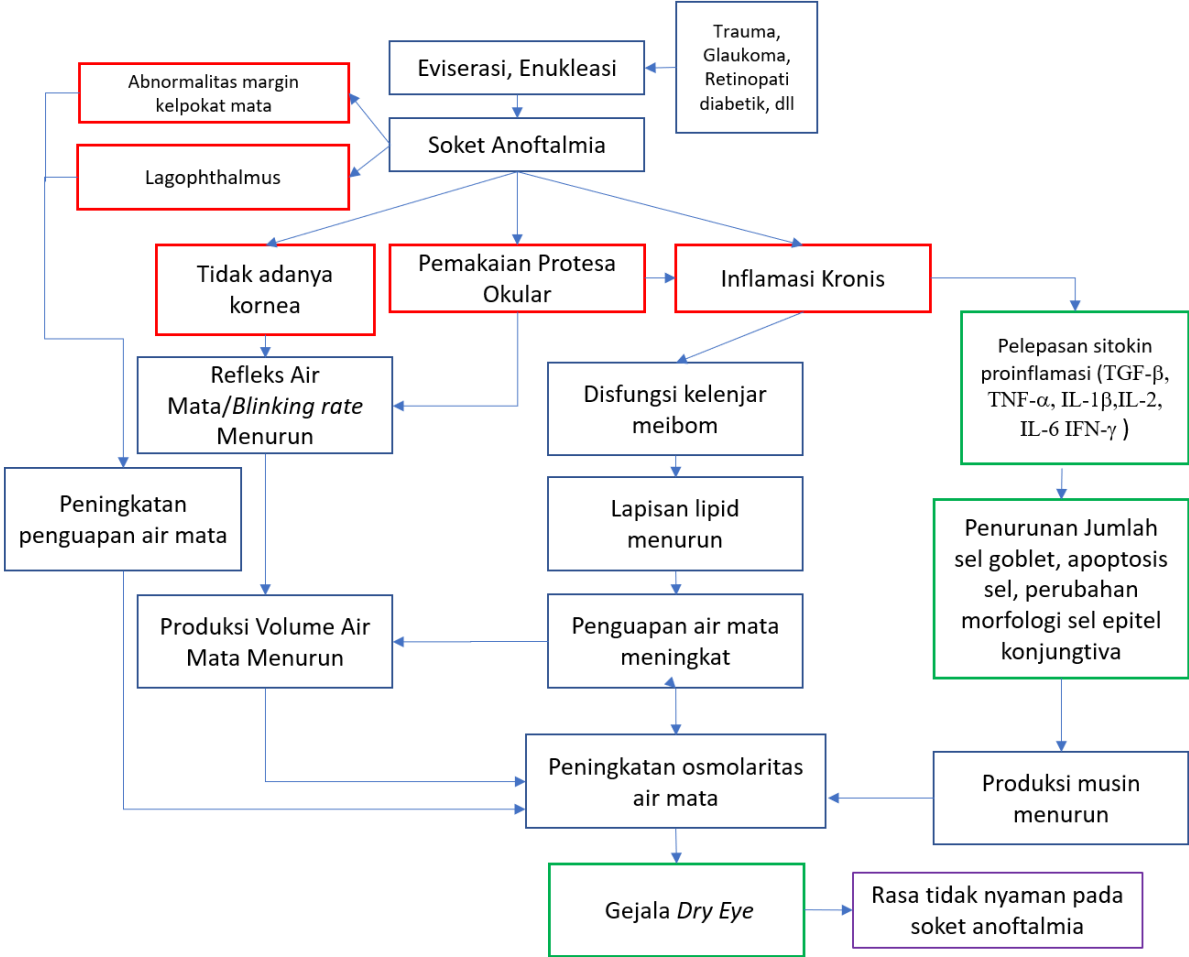 Trauma,
Glaukoma,
Retinopati
diabetik, dll
Eviserasi, Enukleasi
Abnormalitas margin
kelpokat mata
Soket Anoftalmia
Lagophthalmus
Tidak adanya
kornea
Pemakaian Protesa
Okular
Inflamasi Kronis
Refleks Air
Mata/Blinking rate
Menurun
Disfungsi kelenjar
meibom
Pelepasan sitokin
proinflamasi (TGF-β,
TNF-α, IL-1β,IL-2,
IL-6 IFN-γ )
Peningkatan
penguapan air mata
Lapisan lipid
menurun
Penurunan Jumlah
sel goblet, apoptosis
sel, perubahan
morfologi sel epitel
konjungtiva
Produksi Volume Air
Mata Menurun
Penguapan air mata
meningkat
Peningkatan osmolaritas
air mata
Produksi musin
menurun
Gejala Dry Eye
Rasa tidak nyaman pada
soket anoftalmia